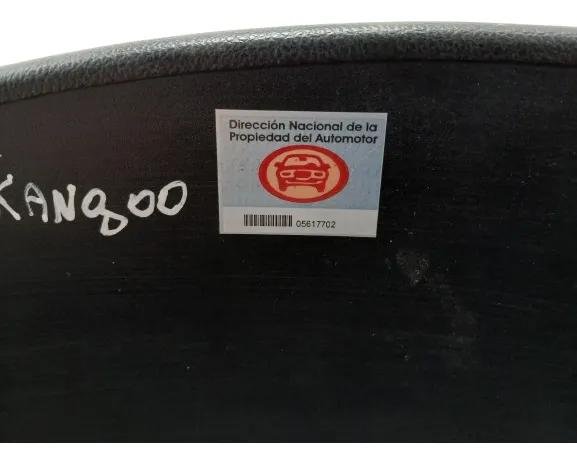 Dirección Nacional de la
Propiedad del Automotor
KANgOO
05617702